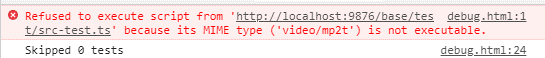 Refused to execute script from 'http://localhost:9876/base/tes debug.html:1
t/src-test.ts' because its MIME type ('video/mp2t') is not executable.
Skipped 0 tests debug.html:24